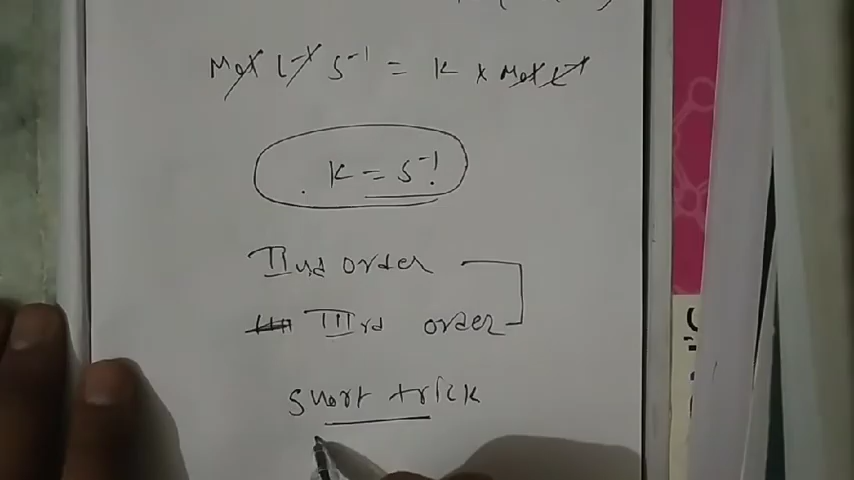 Mol L⁻¹ S⁻¹ = K x Mol L⁻¹
K = S⁻¹
IInd order
IIIrd order
Short trick